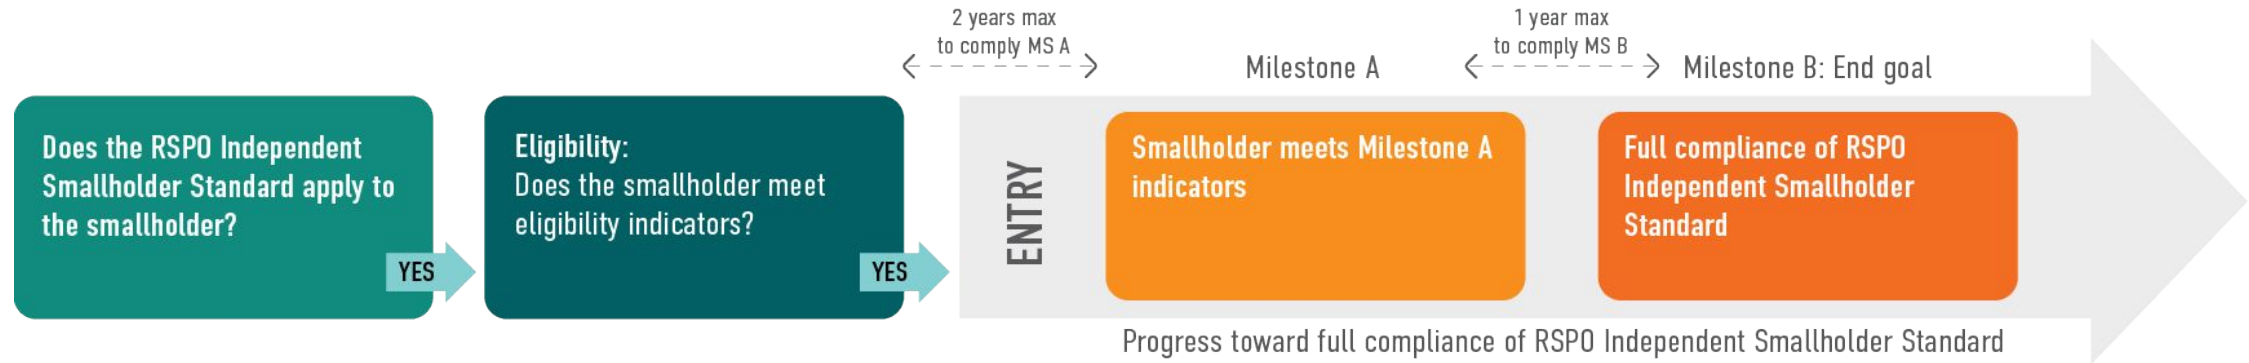 2 years max
to comply MS A
1 year max
to comply MS B
Milestone A
Milestone B: End goal
Does the RSPO Independent
Smallholder Standard apply to
the smallholder?
YES
Eligibility:
Does the smallholder meet
eligibility indicators?
YES
ENTRY
Smallholder meets Milestone A
indicators
Full compliance of RSPO
Independent Smallholder
Standard
Progress toward full compliance of RSPO Independent Smallholder Standard